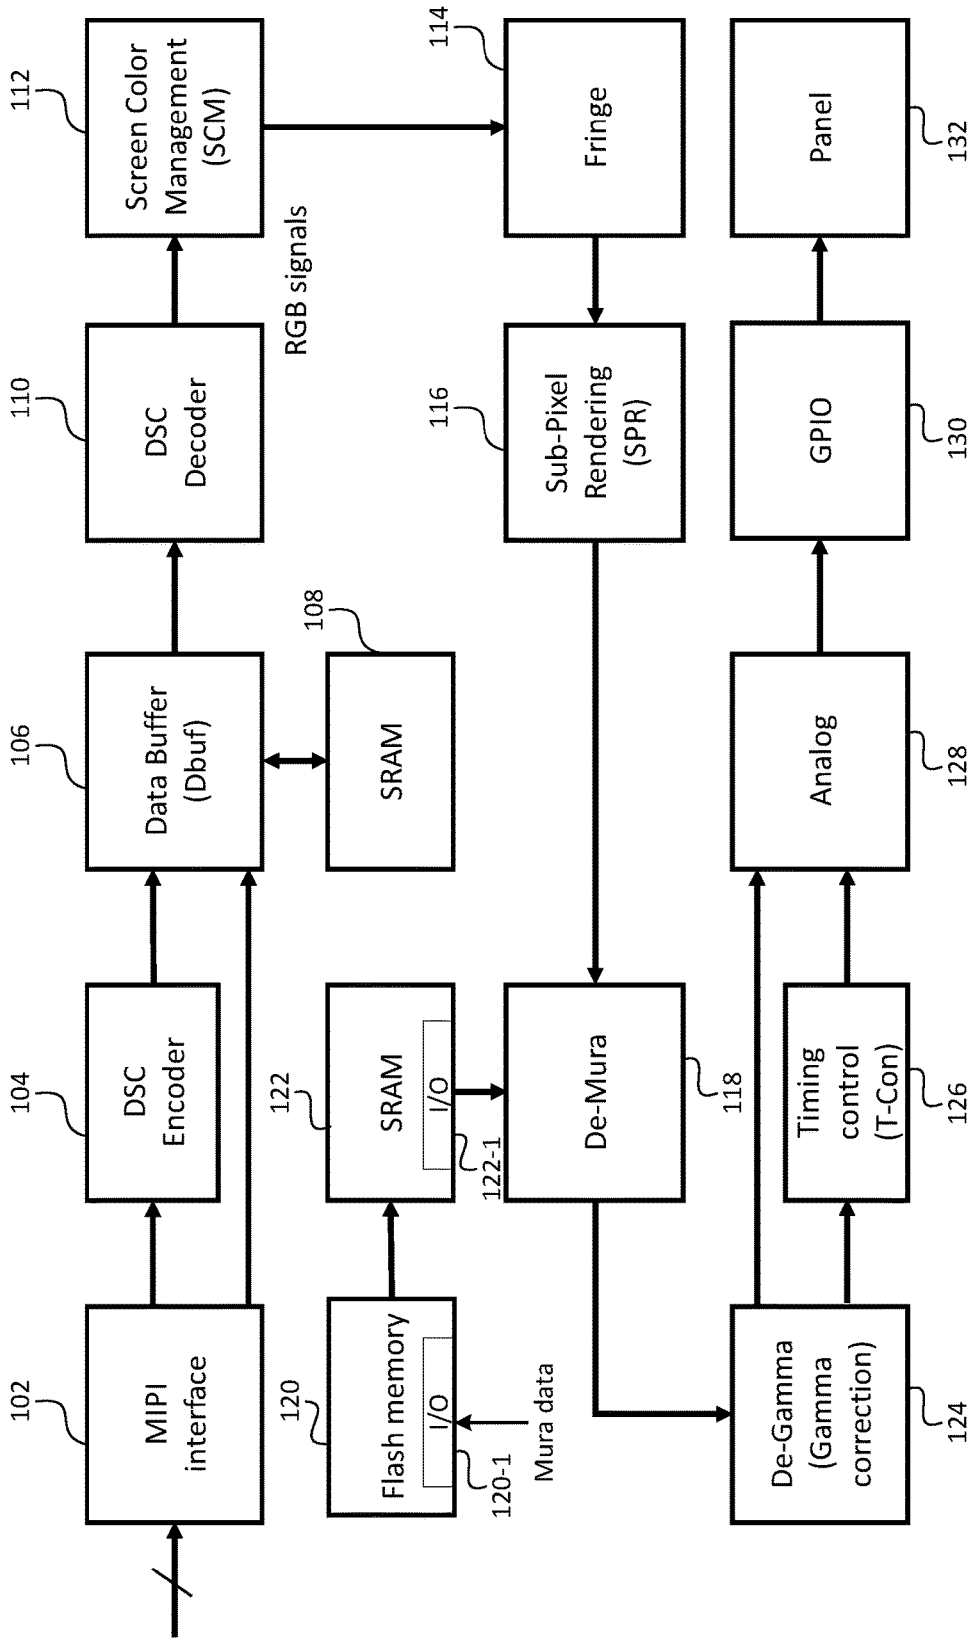 102
MIPI
interface
104
DSC
Encoder
106
Data Buffer
(Dbuf)
110
DSC
Decoder
112
Screen Color
Management
(SCM)
RGB signals
120
Flash memory
I/O
120-1
Mura data
122
SRAM
I/O
122-1
108
SRAM
118
De-Mura
116
Sub-Pixel
Rendering
(SPR)
114
Fringe
De-Gamma
(Gamma
correction)
124
Timing
control
(T-Con)
126
Analog
128
GPIO
130
Panel
132